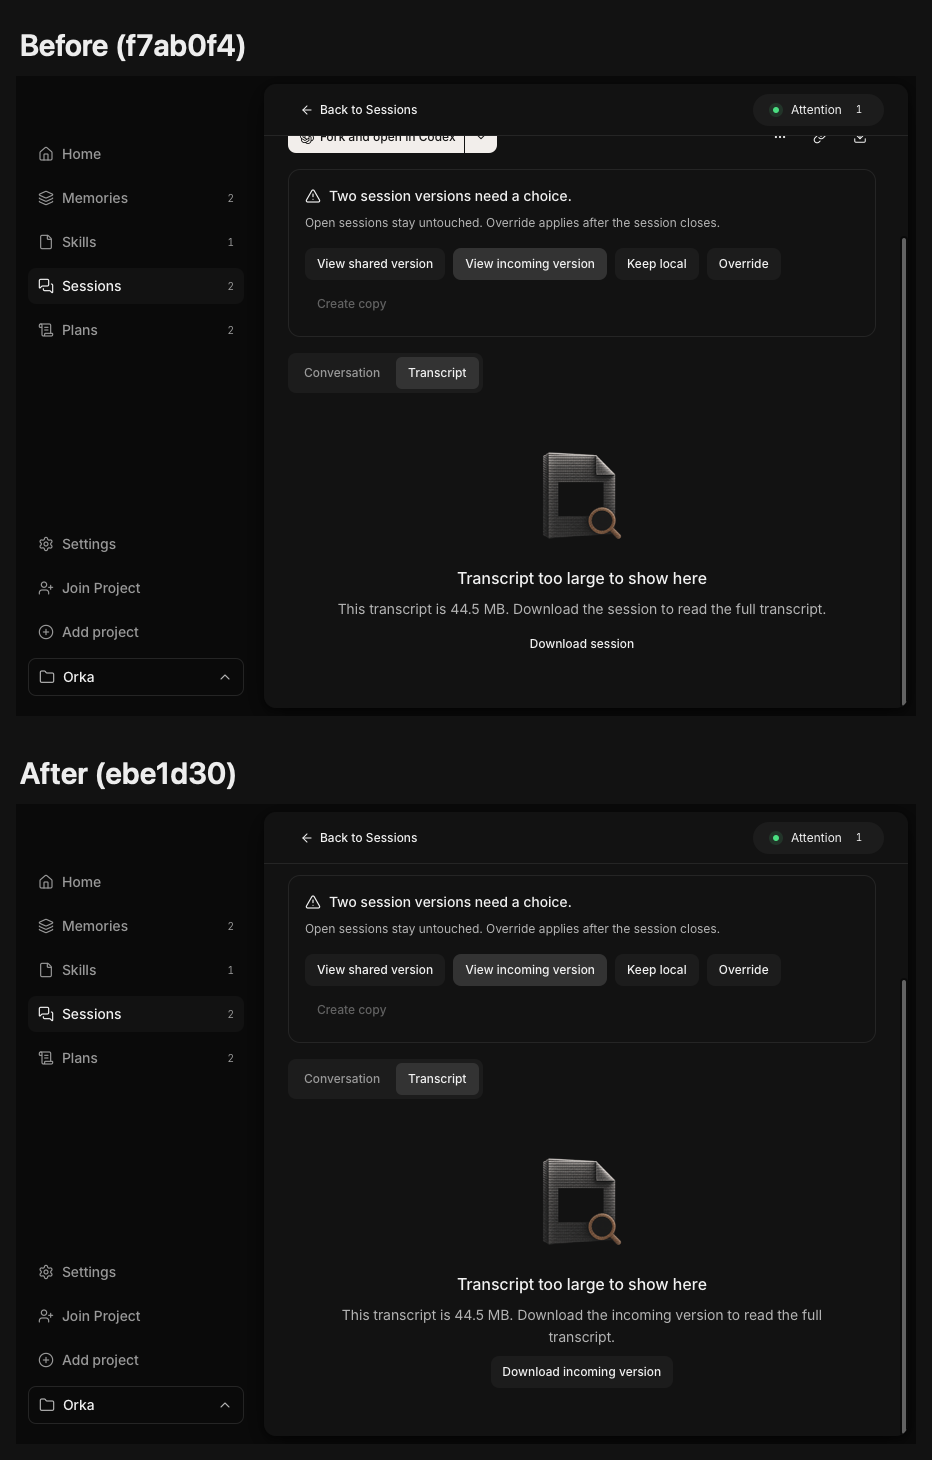 Before (f7ab0f4)
Back to Sessions
Attention 1
Fork and open in Codex
Home
Memories 2
Skills 1
Sessions 2
Plans 2
Settings
Join Project
Add project
Orka
Two session versions need a choice.
Open sessions stay untouched. Override applies after the session closes.
View shared version View incoming version Keep local Override
Create copy
Conversation Transcript
Transcript too large to show here
This transcript is 44.5 MB. Download the session to read the full transcript.
Download session
After (ebe1d30)
Back to Sessions
Attention 1
Home
Memories 2
Skills 1
Sessions 2
Plans 2
Settings
Join Project
Add project
Orka
Two session versions need a choice.
Open sessions stay untouched. Override applies after the session closes.
View shared version View incoming version Keep local Override
Create copy
Conversation Transcript
Transcript too large to show here
This transcript is 44.5 MB. Download the incoming version to read the full
transcript.
Download incoming version